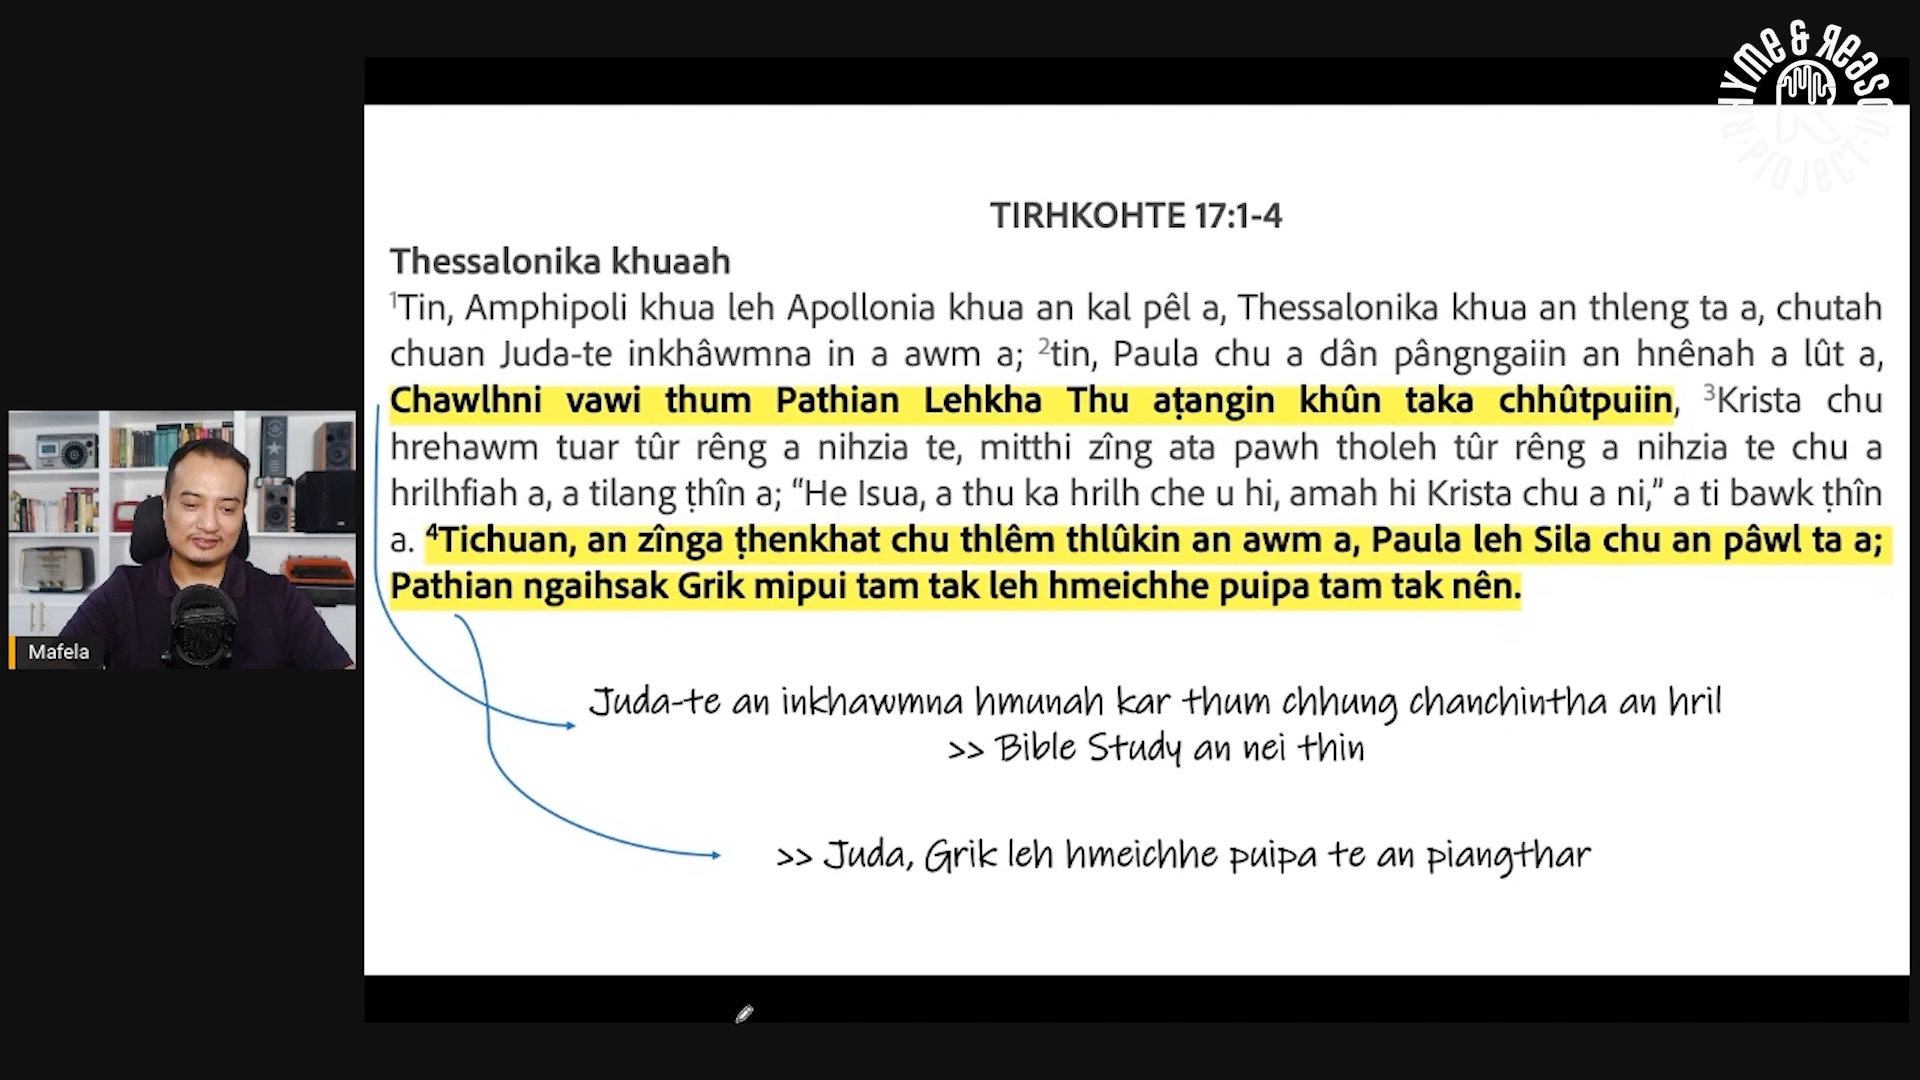 Rhyme & Reason
Project
TIRHKOHTE 17:1-4
Thessalonika khuaah
1Tin, Amphipoli khua leh Apollonia khua an kal pêl a, Thessalonika khua an thleng ta a, chutah
chuan Juda-te inkhâwmna in a awm a; 2tin, Paula chu a dân pângngaiin an hnênah a lût a,
Chawlhni vawi thum Pathian Lehkha Thu aṭangin khûn taka chhûtpuiin, 3Krista chu
hrehawm tuar tûr rêng a nihzia te, mitthi zîng ata pawh tholeh tûr rêng a nihzia te chu a
hrilhfiah a, a tilang ṭhîn a; “He Isua, a thu ka hrilh che u hi, amah hi Krista chu a ni,” a ti bawk ṭhîn
a. 4Tichuan, an zînga ṭhenkhat chu thlêm thlûkin an awm a, Paula leh Sila chu an pâwl ta a;
Pathian ngaihsak Grik mipui tam tak leh hmeichhe puipa tam tak nên.
Mafela
Juda-te an inkhawmna hmunah kar thum chhung chanchintha an hril
>> Bible Study an nei thin
>> Juda, Grik leh hmeichhe puipa te an piangthar